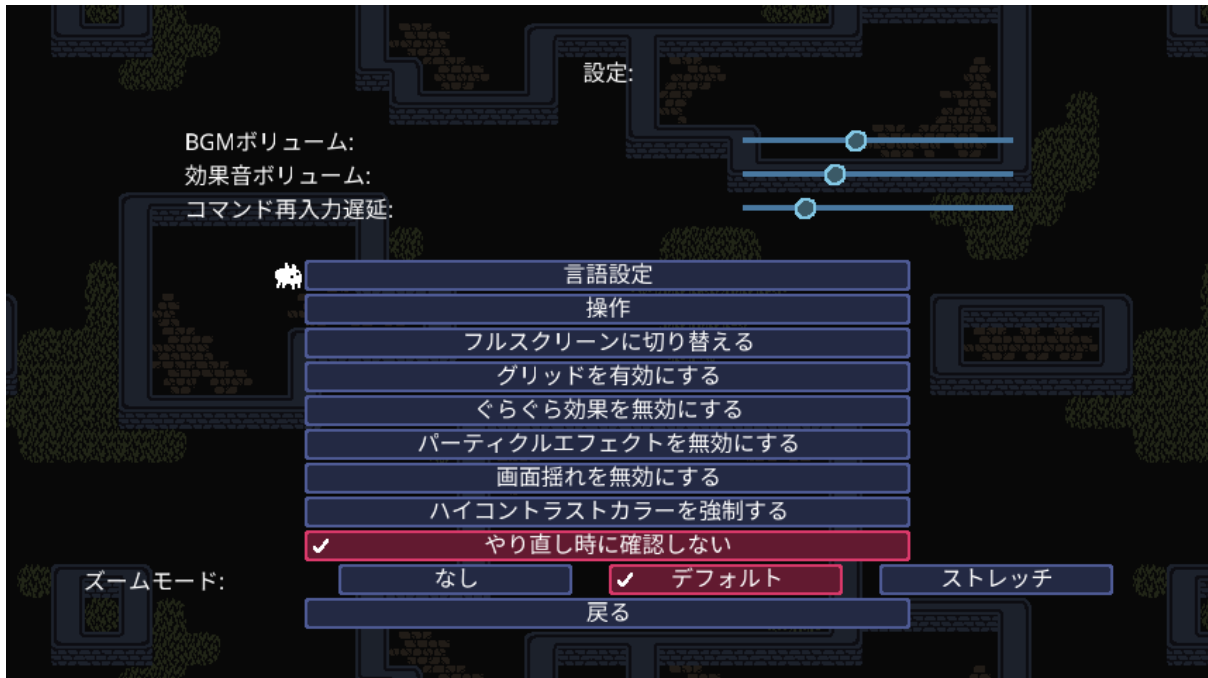 設定:
BGMボリューム:
効果音ボリューム:
コマンド再入力遅延:
言語設定
操作
フルスクリーンに切り替える
グリッドを有効にする
ぐらぐら効果を無効にする
パーティクルエフェクトを無効にする
画面揺れを無効にする
ハイコントラストカラーを強制する
やり直し時に確認しない
ズームモード: なし デフォルト ストレッチ
戻る